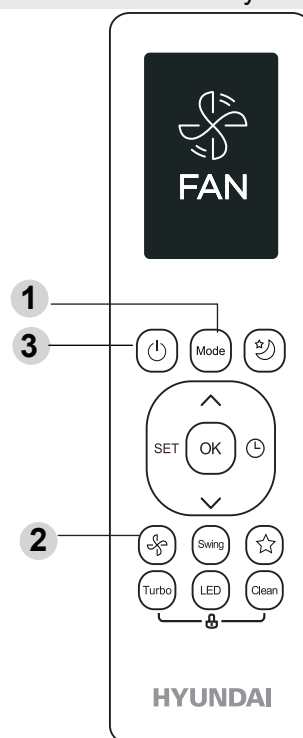 FAN
1
3
Mode
SET OK
2
Swing
Turbo LED Clean
HYUNDAI